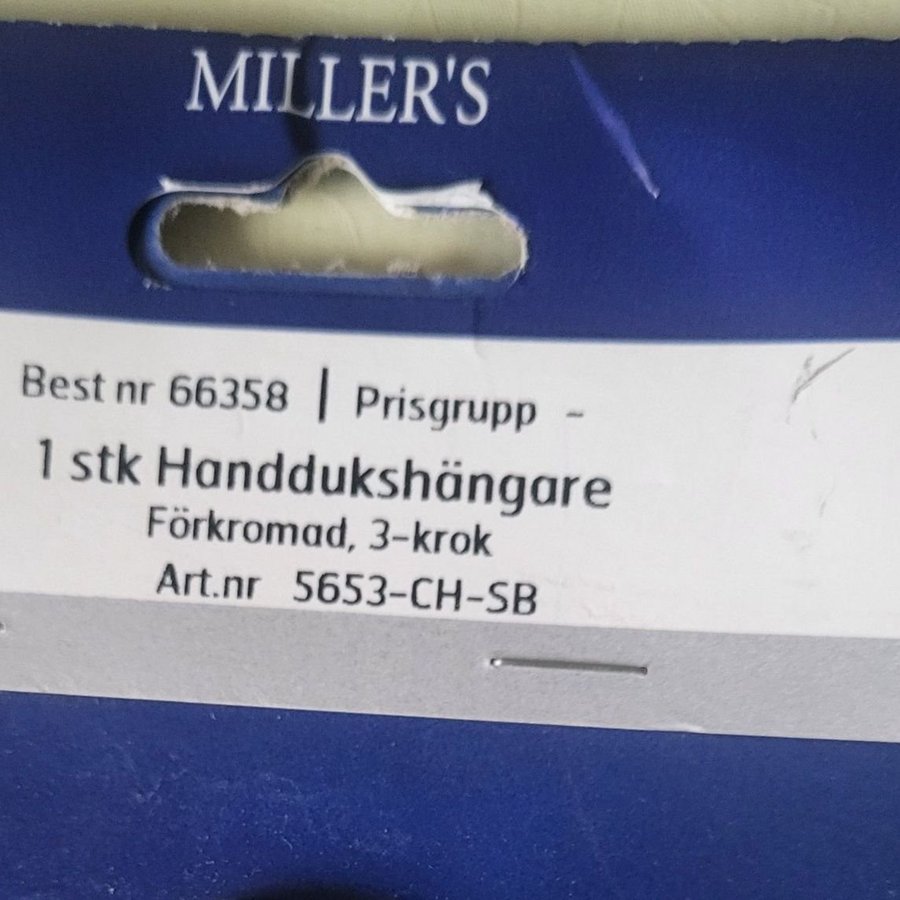 MILLER'S
Best nr 66358 | Prisgrupp -
1 stk Handdukshängare
Förkromad, 3-krok
Art.nr 5653-CH-SB